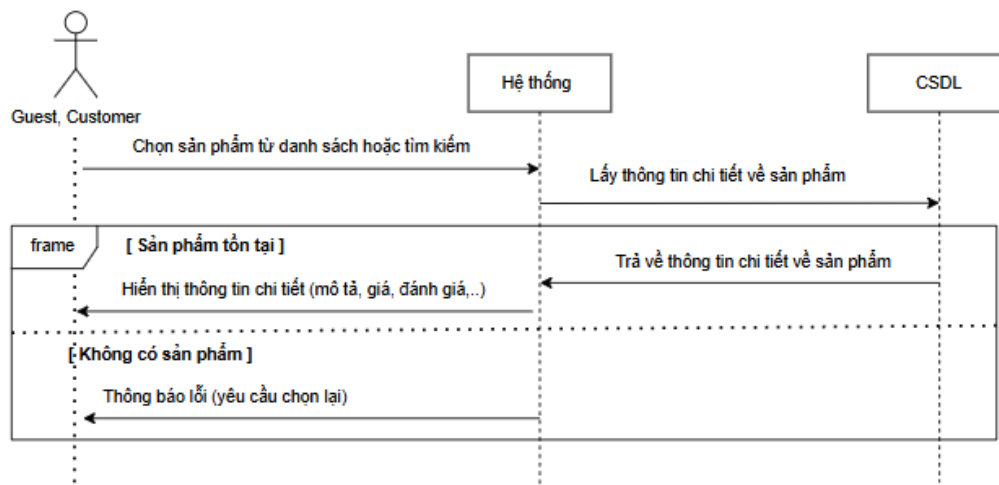 Hệ thống
CSDL
Guest, Customer
Chọn sản phẩm từ danh sách hoặc tìm kiếm
Lấy thông tin chi tiết về sản phẩm
frame
[ Sản phẩm tồn tại ]
Trả về thông tin chi tiết về sản phẩm
Hiển thị thông tin chi tiết (mô tả, giá, đánh giá,..)
[ Không có sản phẩm ]
Thông báo lỗi (yêu cầu chọn lại)